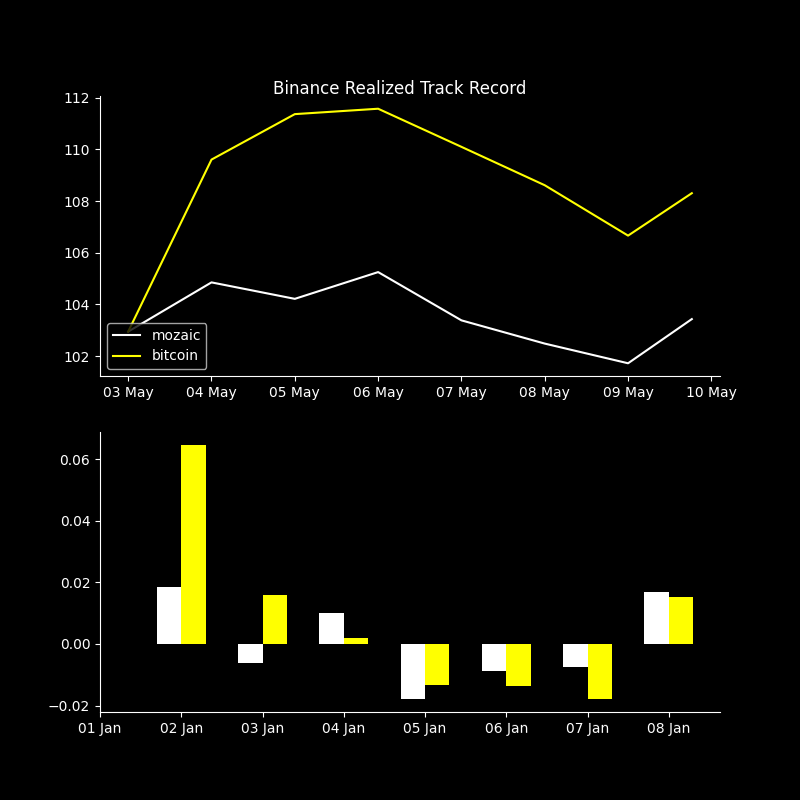 Binance Realized Track Record
112
110
108
106
104
102
mozaic
bitcoin
03 May 04 May 05 May 06 May 07 May 08 May 09 May 10 May
0.06
0.04
0.02
0.00
−0.02
01 Jan 02 Jan 03 Jan 04 Jan 05 Jan 06 Jan 07 Jan 08 Jan